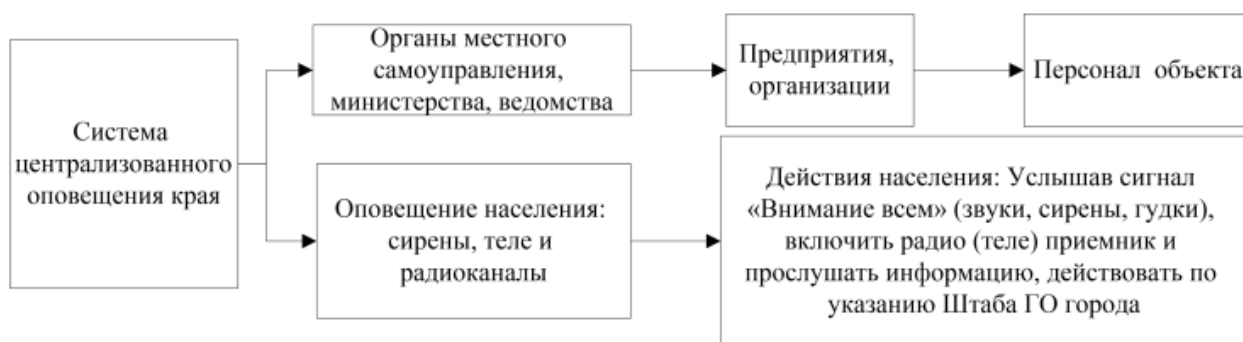 Система
централизованного
оповещения края
Органы местного
самоуправления,
министерства, ведомства
Предприятия,
организации
Персонал объекта
Оповещение населения:
сирены, теле и
радиоканалы
Действия населения: Услышав сигнал
«Внимание всем» (звуки, сирены, гудки),
включить радио (теле) приемник и
прослушать информацию, действовать по
указанию Штаба ГО города